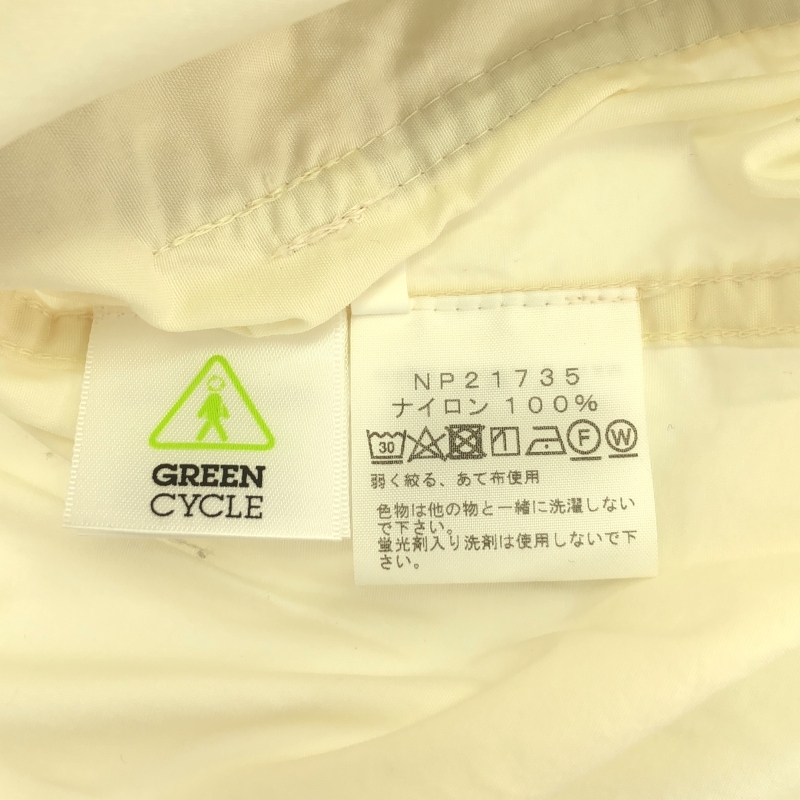 GREEN
CYCLE
NP21735
ナイロン 100%
30 F W
弱く絞る、あて布使用
色物は他の物と一緒に洗濯しない
で下さい。
蛍光剤入り洗剤は使用しないで下
さい。